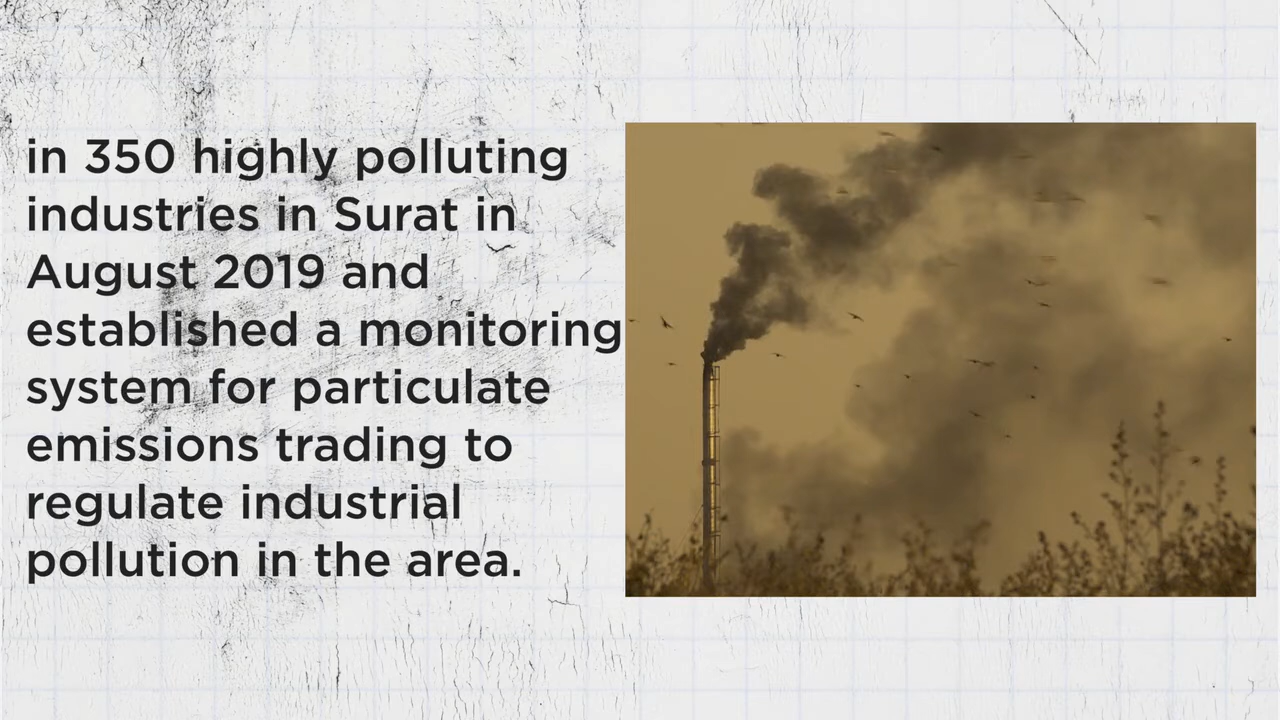 in 350 highly polluting
industries in Surat in
August 2019 and
established a monitoring
system for particulate
emissions trading to
regulate industrial
pollution in the area.